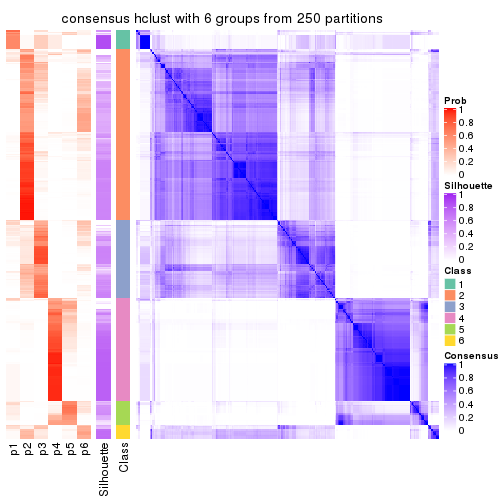 consensus hclust with 6 groups from 250 partitions
Prob
1
0.8
0.6
0.4
0.2
0
Silhouette
1
0.8
0.6
0.4
0.2
0
Class
1
2
3
4
5
6
Consensus
1
0.8
0.6
0.4
0.2
0
p1
p2
p3
p4
p5
p6
Silhouette
Class